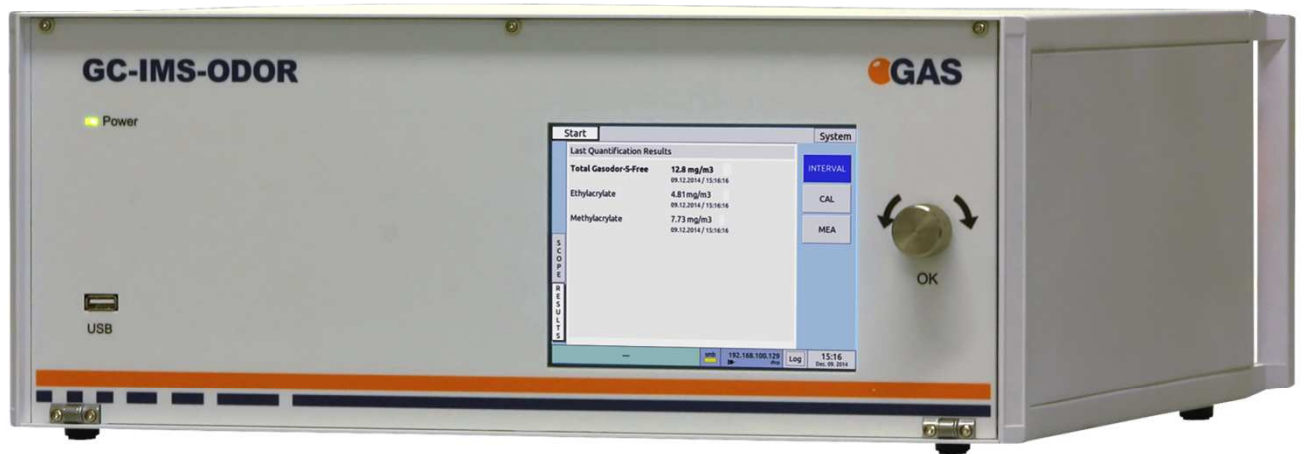 GC-IMS-ODOR
GAS
Power
Start
System
Last Quantification Results
Total Gasodor-S-Free 12.8 mg/m3
09.12.2014 / 15:16:16
Ethylacrylate 4.81 mg/m3
09.12.2014 / 15:16:16
Methylacrylate 7.73 mg/m3
09.12.2014 / 15:16:16
INTERVAL
CAL
MEA
SCOPE
RESULTS
OK
USB
---
192.168.100.129
Log
15:16
Dec. 09. 2014